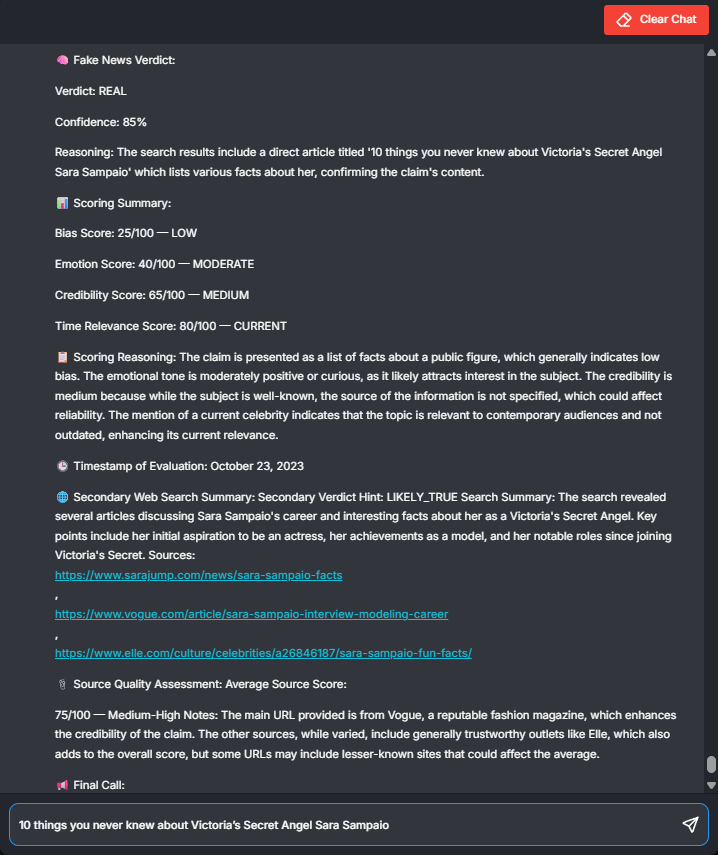 Clear Chat
Fake News Verdict:
Verdict: REAL
Confidence: 85%
Reasoning: The search results include a direct article titled '10 things you never knew about Victoria's Secret Angel
Sara Sampaio' which lists various facts about her, confirming the claim's content.
Scoring Summary:
Bias Score: 25/100 — LOW
Emotion Score: 40/100 — MODERATE
Credibility Score: 65/100 — MEDIUM
Time Relevance Score: 80/100 — CURRENT
Scoring Reasoning: The claim is presented as a list of facts about a public figure, which generally indicates low
bias. The emotional tone is moderately positive or curious, as it likely attracts interest in the subject. The credibility is
medium because while the subject is well-known, the source of the information is not specified, which could affect
reliability. The mention of a current celebrity indicates that the topic is relevant to contemporary audiences and not
outdated, enhancing its current relevance.
Timestamp of Evaluation: October 23, 2023
Secondary Web Search Summary: Secondary Verdict Hint: LIKELY_TRUE Search Summary: The search revealed
several articles discussing Sara Sampaio's career and interesting facts about her as a Victoria's Secret Angel. Key
points include her initial aspiration to be an actress, her achievements as a model, and her notable roles since joining
Victoria's Secret. Sources:
https://www.sarajump.com/news/sara-sampaio-facts
,
https://www.vogue.com/article/sara-sampaio-interview-modeling-career
,
https://www.elle.com/culture/celebrities/a26846187/sara-sampaio-fun-facts/
Source Quality Assessment: Average Source Score:
75/100 — Medium-High Notes: The main URL provided is from Vogue, a reputable fashion magazine, which enhances
the credibility of the claim. The other sources, while varied, include generally trustworthy outlets like Elle, which also
adds to the overall score, but some URLs may include lesser-known sites that could affect the average.
Final Call:
10 things you never knew about Victoria's Secret Angel Sara Sampaio